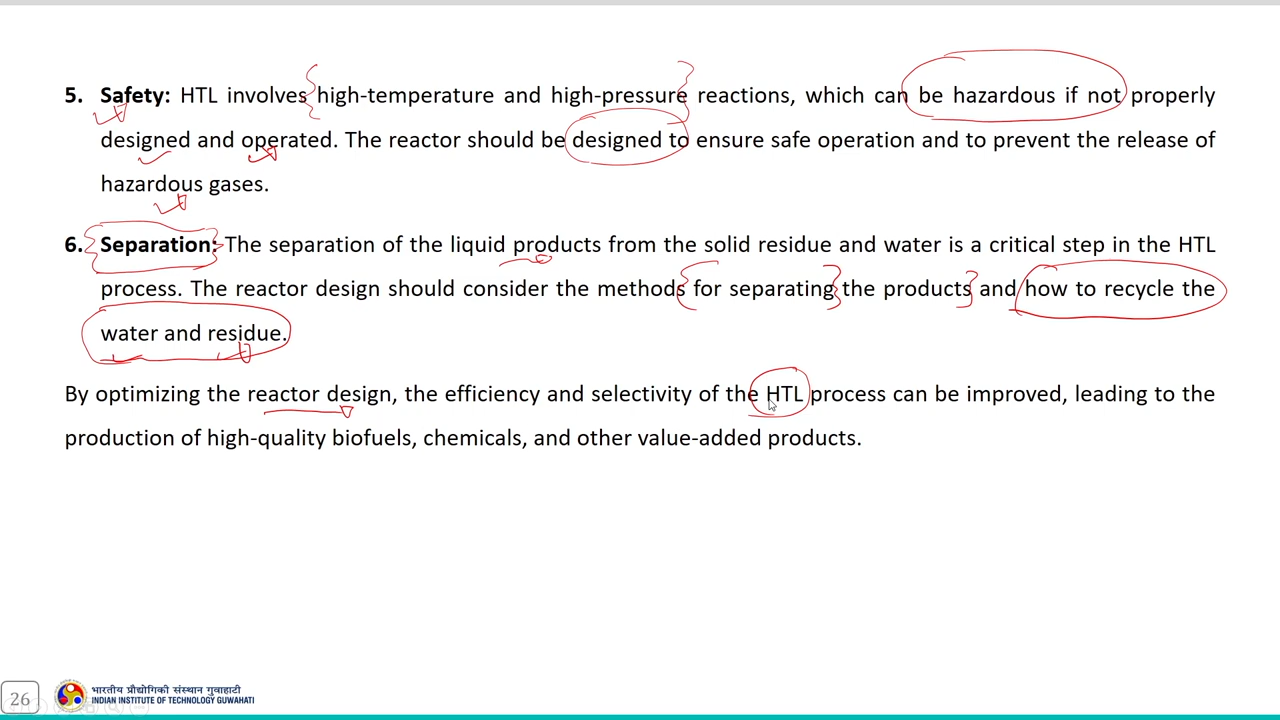 5. Safety: HTL involves high-temperature and high-pressure reactions, which can be hazardous if not properly
designed and operated. The reactor should be designed to ensure safe operation and to prevent the release of
hazardous gases.
6. Separation: The separation of the liquid products from the solid residue and water is a critical step in the HTL
process. The reactor design should consider the methods for separating the products and how to recycle the
water and residue.
By optimizing the reactor design, the efficiency and selectivity of the HTL process can be improved, leading to the
production of high-quality biofuels, chemicals, and other value-added products.
26
भारतीय प्रौद्योगिकी संस्थान गुवाहाटी
INDIAN INSTITUTE OF TECHNOLOGY GUWAHATI